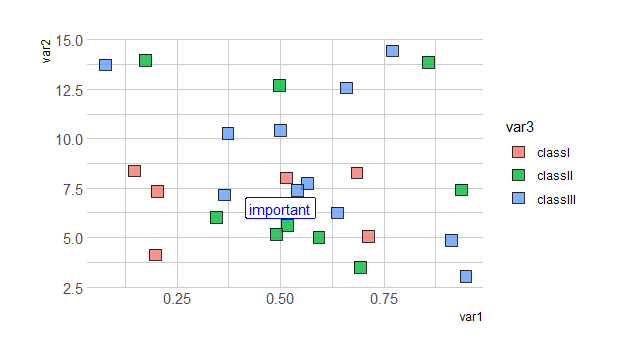 var2
15.0
12.5
10.0
7.5
5.0
2.5
important
0.25
0.50
0.75
var1
var3
classI
classII
classIII